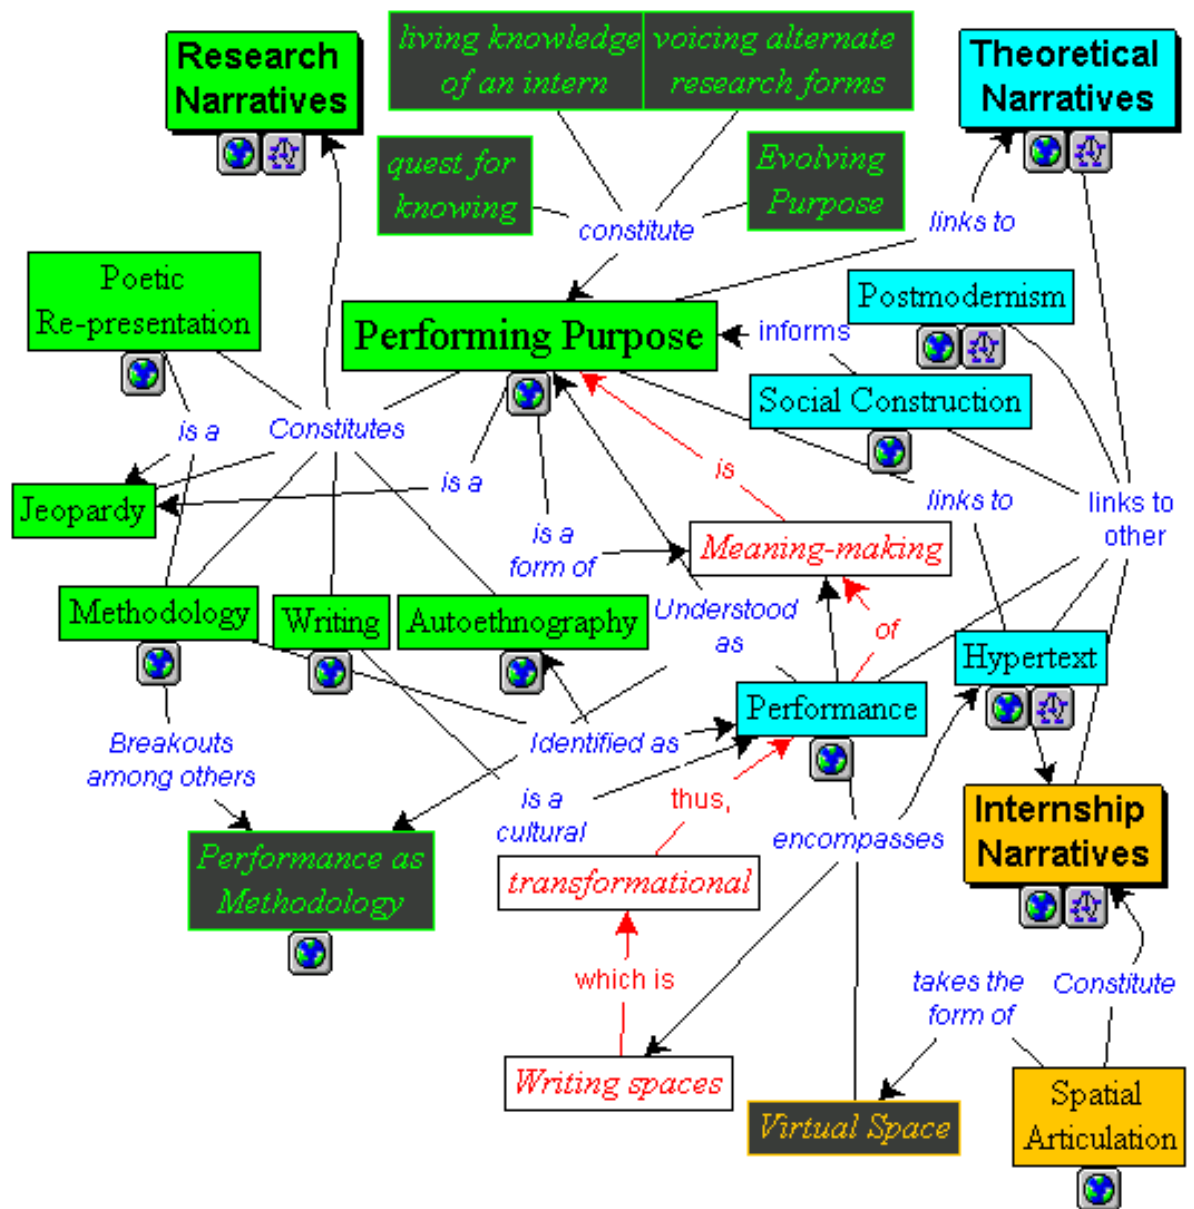 living knowledge
of an intern
voicing alternate
research forms
Research
Narratives
Theoretical
Narratives
quest for
knowing
Evolving
Purpose
constitute
links to
Poetic
Re-presentation
Postmodernism
Performing Purpose
informs
Social Construction
is a
Constitutes
is
Jeopardy
is a
links to
links to
other
is a
form of
Meaning-making
Methodology
Writing
Autoethnography
Understood
as
of
Hypertext
Performance
Breakouts
among others
Identified as
is a
cultural
thus,
encompasses
Internship
Narratives
Performance as
Methodology
transformational
which is
takes the
form of
Constitute
Writing spaces
Virtual Space
Spatial
Articulation